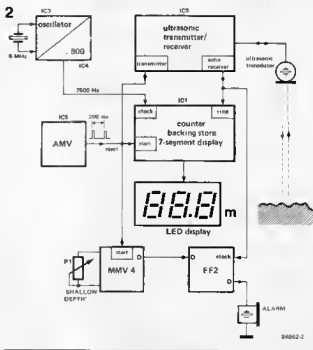 2
IC3
oscillator
: 800
IC4
6 MHz
7500 Hz
IC9
ultrasonic
transmitter/
receiver
transmitter
echo
receiver
ultrasonic
transducer
IC5
AMV
200 ms
reset
IC1
clock
stop
start
counter
backing store
7-segment display
88.8 m
LED display
P1
SHALLOW
DEPTH'
start
MMV 4
D
D
clock
FF2
D
ALARM
84062-2